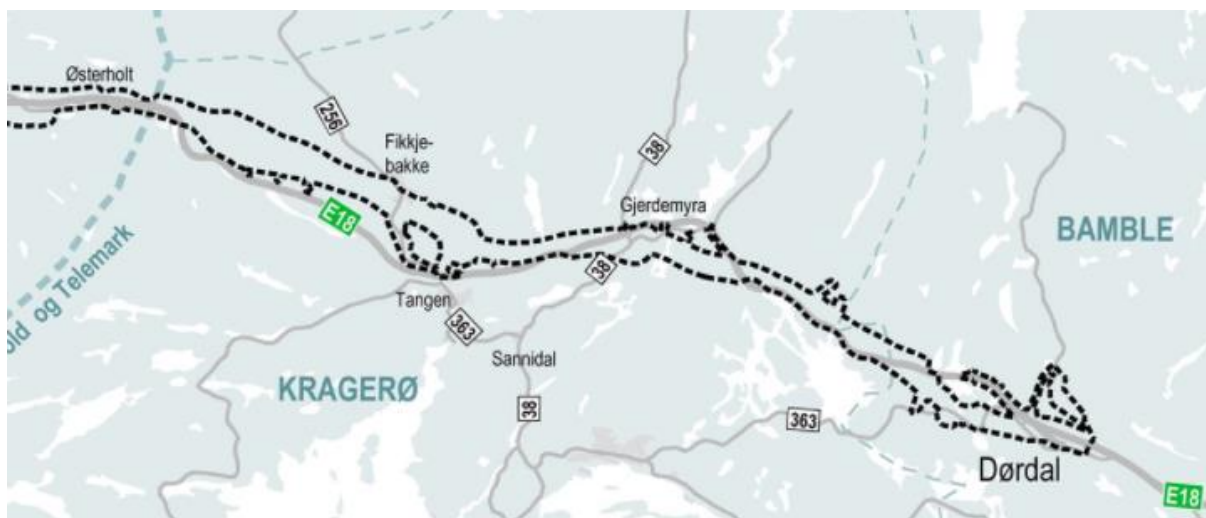 Østerholt
256
Fikkje-
bakke
38
Gjerdemyra
BAMBLE
E18
old og Telemark
38
Tangen
363
Sannidal
KRAGERØ
38
363
Dørdal
E18